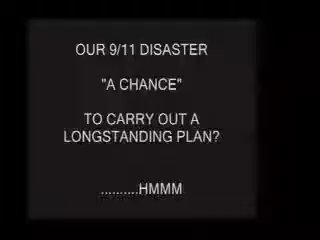 OUR 9/11 DISASTER
"A CHANCE"
TO CARRY OUT A
LONGSTANDING PLAN?
..........HMMM